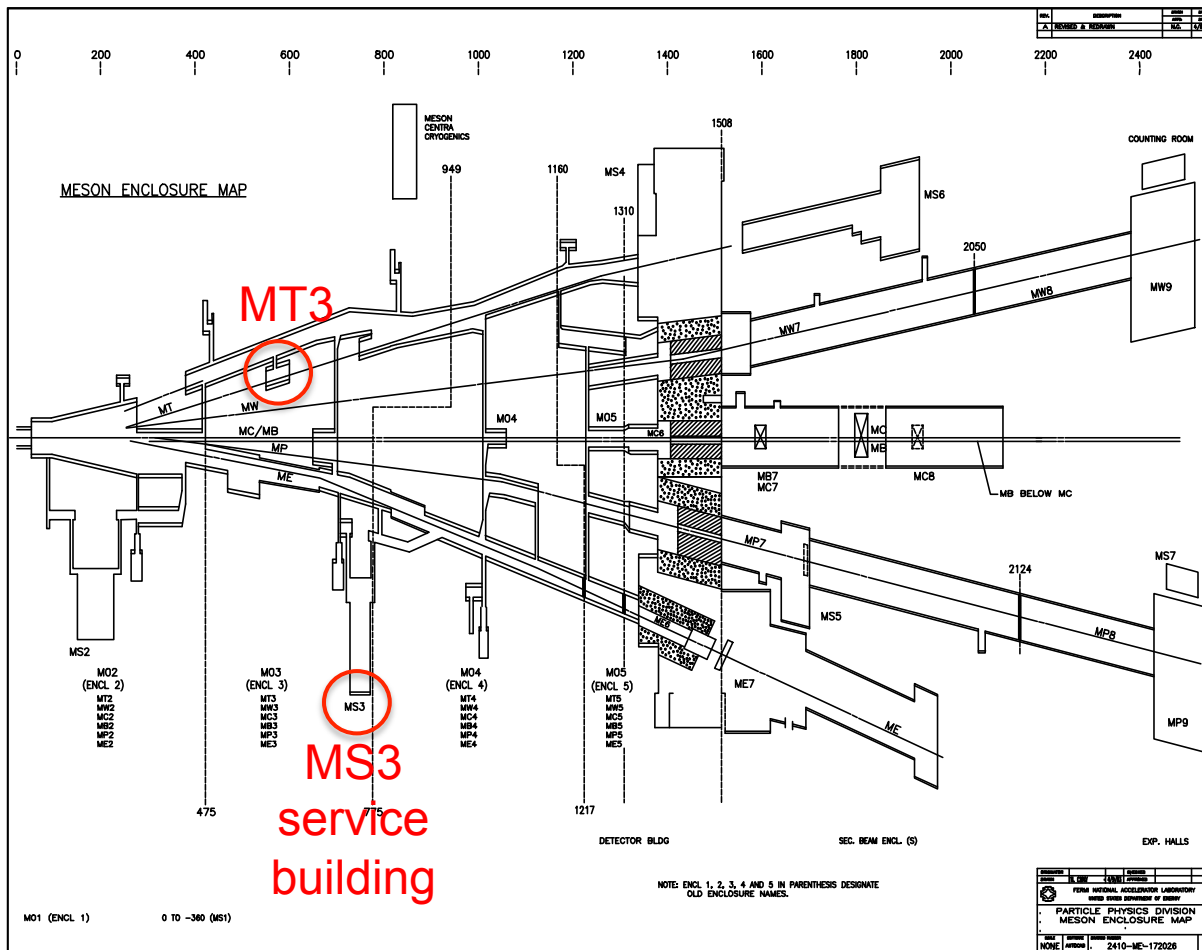 REV.
DESCRIPTION
A REVISED & REDRAWN
0 200 400 600 800 1000 1200 1400 1600 1800 2000 2200 2400
MESON
CENTRA
CRYOGENICS
1508
COUNTING ROOM
949
1160
MS4
MESON ENCLOSURE MAP
MS6
1310
2050
MT3
MW8
MW9
MW7
MT
MW
MO4
MO5
MC
MC/MB
MC6
MB
MP
MB7
MC7
MC8
ME
MB BELOW MC
MP7
MS7
2124
MS5
ME6
MP8
MS2
MO2
(ENCL 2)
MT2
MW2
MC2
MB2
MP2
ME2
MO3
(ENCL 3)
MT3
MW3
MC3
MB3
MP3
ME3
MS3
MO4
(ENCL 4)
MT4
MW4
MC4
MB4
MP4
ME4
MO5
(ENCL 5)
MT5
MW5
MC5
MB5
MP5
ME5
ME7
ME
MP9
MS3
service
building
475
775
1217
DETECTOR BLDG
SEC. BEAM ENCL. (S)
EXP. HALLS
NOTE: ENCL 1, 2, 3, 4 AND 5 IN PARENTHESIS DESIGNATE
OLD ENCLOSURE NAMES.
MO1 (ENCL 1)
0 TO -360 (MS1)
FERMI NATIONAL ACCELERATOR LABORATORY
UNITED STATES DEPARTMENT OF ENERGY
PARTICLE PHYSICS DIVISION
MESON ENCLOSURE MAP
NONE
2410-ME-172026